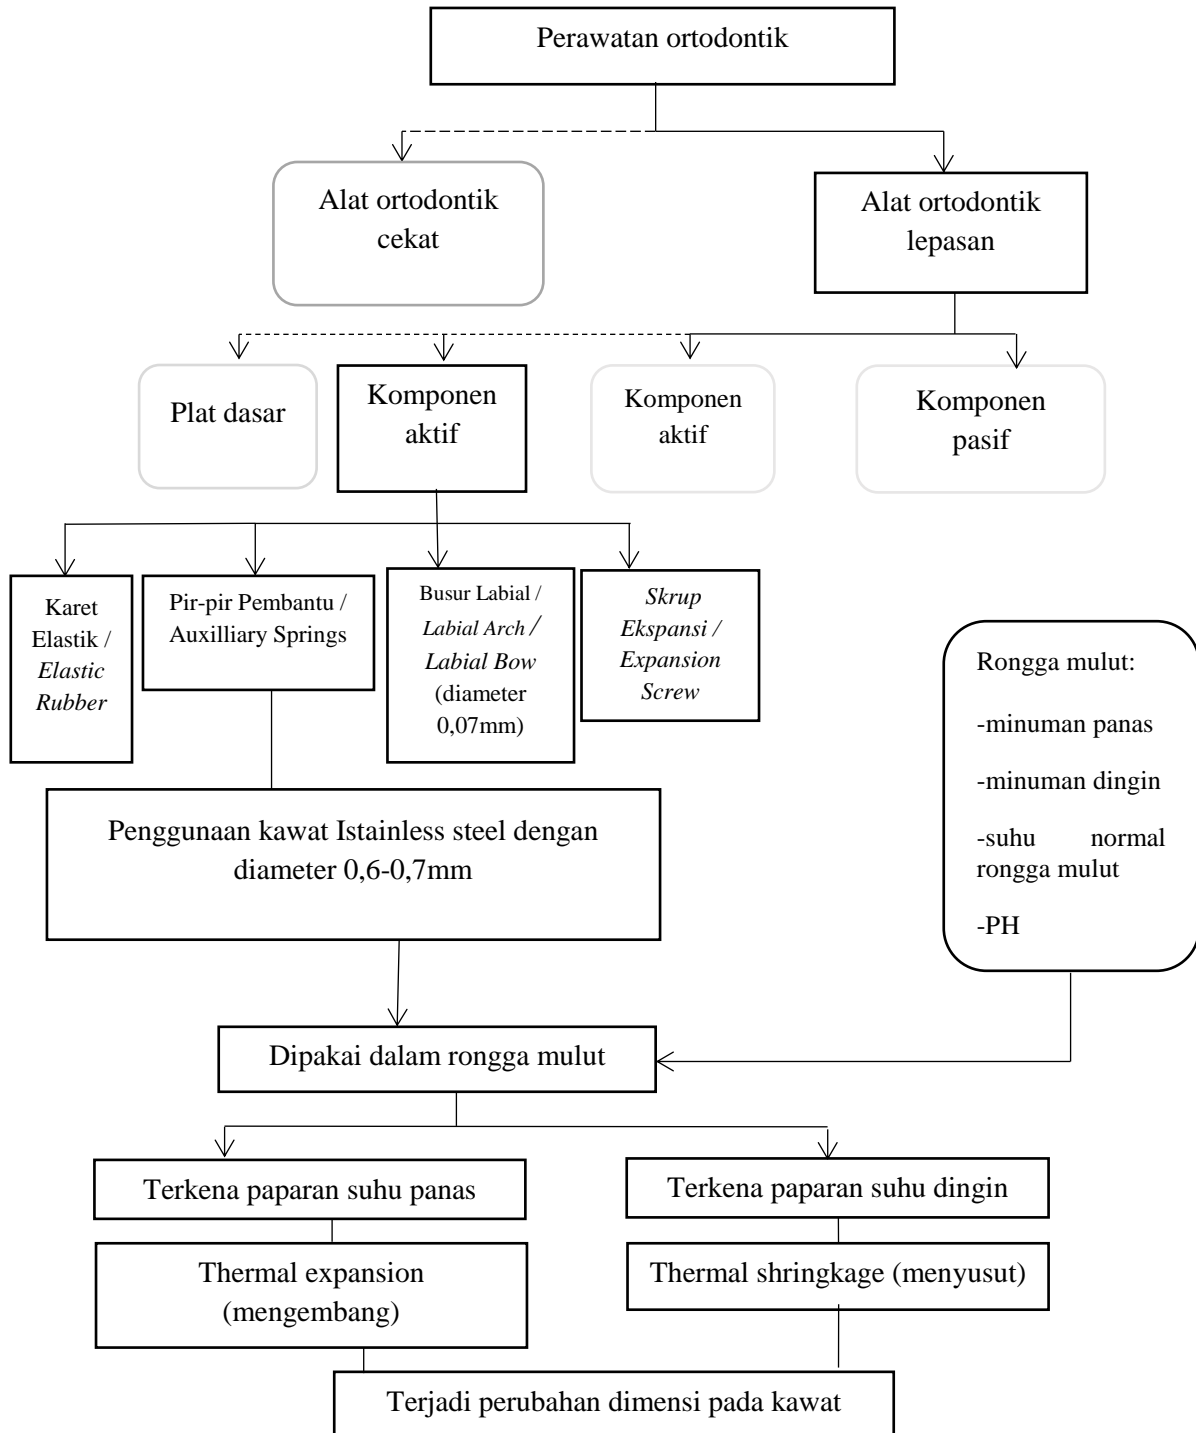 Perawatan ortodontik
Alat ortodontik
cekat
Alat ortodontik
lepasan
Plat dasar
Komponen
aktif
Komponen
aktif
Komponen
pasif
Karet
Elastik /
Elastic
Rubber
Pir-pir Pembantu /
Auxilliary Springs
Busur Labial /
Labial Arch /
Labial Bow
(diameter
0,07mm)
Skrup
Ekspansi /
Expansion
Screw
Rongga mulut:
-minuman panas
-minuman dingin
-suhu normal
rongga mulut
-PH
Penggunaan kawat Istainless steel dengan
diameter 0,6-0,7mm
Dipakai dalam rongga mulut
Terkena paparan suhu panas
Terkena paparan suhu dingin
Thermal expansion
(mengembang)
Thermal shringkage (menyusut)
Terjadi perubahan dimensi pada kawat